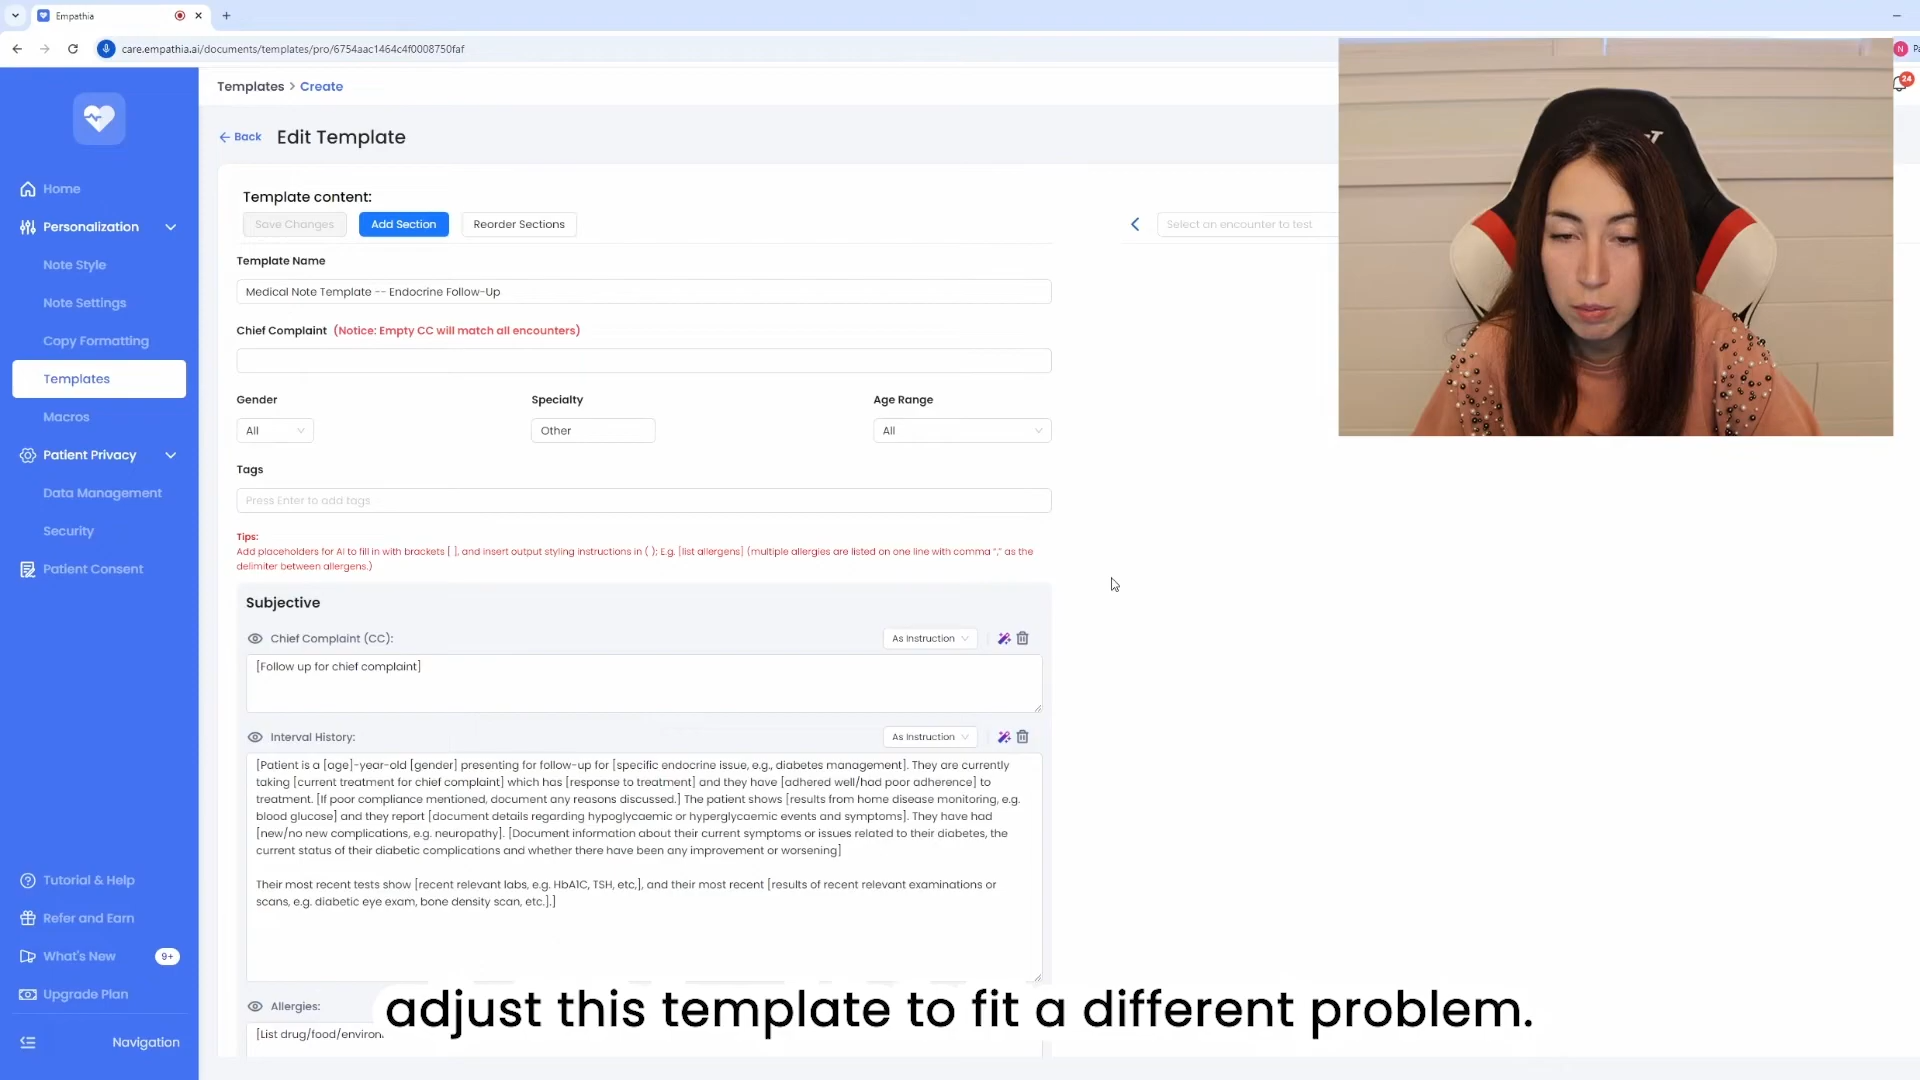 Empathia
care.empathia.ai/documents/templates/pro/6754aac1464c4f0008750faf
N
24
Templates > Create
Back
Edit Template
Home
Personalization
Note Style
Note Settings
Copy Formatting
Templates
Macros
Patient Privacy
Data Management
Security
Patient Consent
Tutorial & Help
Refer and Earn
What's New
9+
Upgrade Plan
Navigation
Template content:
Save Changes
Add Section
Reorder Sections
Select an encounter to test
Template Name
Medical Note Template -- Endocrine Follow-Up
Chief Complaint (Notice: Empty CC will match all encounters)
Gender
Specialty
Age Range
All
Other
All
Tags
Press Enter to add tags
Tips:
Add placeholders for AI to fill in with brackets [ ], and insert output styling instructions in ( ); E.g. [list allergens] (multiple allergies are listed on one line with comma "," as the
delimiter between allergens.)
Subjective
Chief Complaint (CC):
As Instruction
[Follow up for chief complaint]
Interval History:
As Instruction
[Patient is a [age]-year-old [gender] presenting for follow-up for [specific endocrine issue, e.g., diabetes management]. They are currently
taking [current treatment for chief complaint] which has [response to treatment] and they have [adhered well/had poor adherence] to
treatment. [If poor compliance mentioned, document any reasons discussed.] The patient shows [results from home disease monitoring, e.g.
blood glucose] and they report [document details regarding hypoglycaemic or hyperglycaemic events and symptoms]. They have had
[new/no new complications, e.g. neuropathy]. [Document information about their current symptoms or issues related to their diabetes, the
current status of their diabetic complications and whether there have been any improvement or worsening]
Their most recent tests show [recent relevant labs, e.g. HbA1C, TSH, etc,], and their most recent [results of recent relevant examinations or
scans, e.g. diabetic eye exam, bone density scan, etc.].]
Allergies:
[List drug/food/environ
adjust this template to fit a different problem.